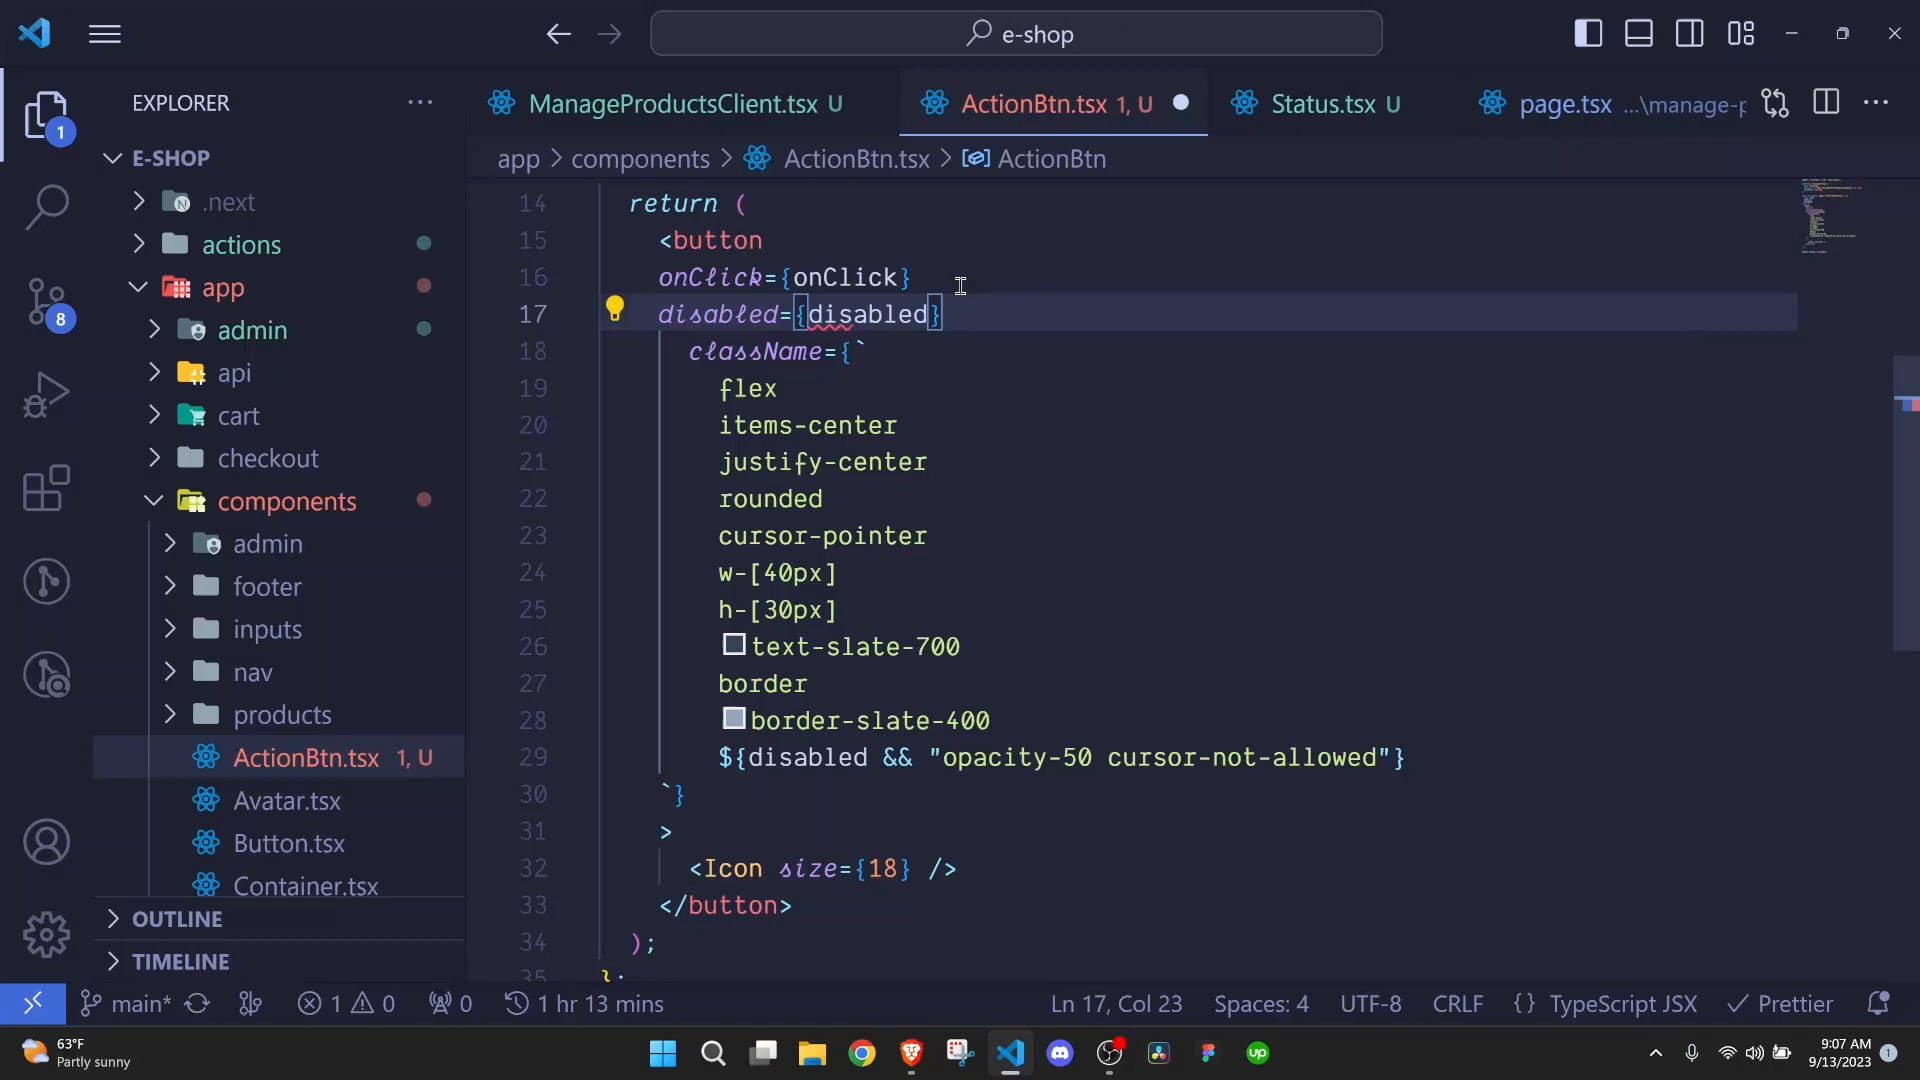 e-shop
EXPLORER
E-SHOP
.next
actions
app
admin
api
cart
checkout
components
admin
footer
inputs
nav
products
ActionBtn.tsx 1, U
Avatar.tsx
Button.tsx
Container.tsx
OUTLINE
TIMELINE
1
8
ManageProductsClient.tsx U
ActionBtn.tsx 1, U
Status.tsx U
page.tsx ...\manage-p
app > components > ActionBtn.tsx > ActionBtn
14 return (
15 <button
16 onClick={onClick}
17 disabled={disabled}
18 className={`
19 flex
20 items-center
21 justify-center
22 rounded
23 cursor-pointer
24 w-[40px]
25 h-[30px]
26 text-slate-700
27 border
28 border-slate-400
29 ${disabled && "opacity-50 cursor-not-allowed"}
30 `}
31 >
32 <Icon size={18} />
33 </button>
34 );
35 };
main* 1 0 0 1 hr 13 mins Ln 17, Col 23 Spaces: 4 UTF-8 CRLF {} TypeScript JSX Prettier
63°F
Partly sunny
up
9:07 AM
9/13/2023
1